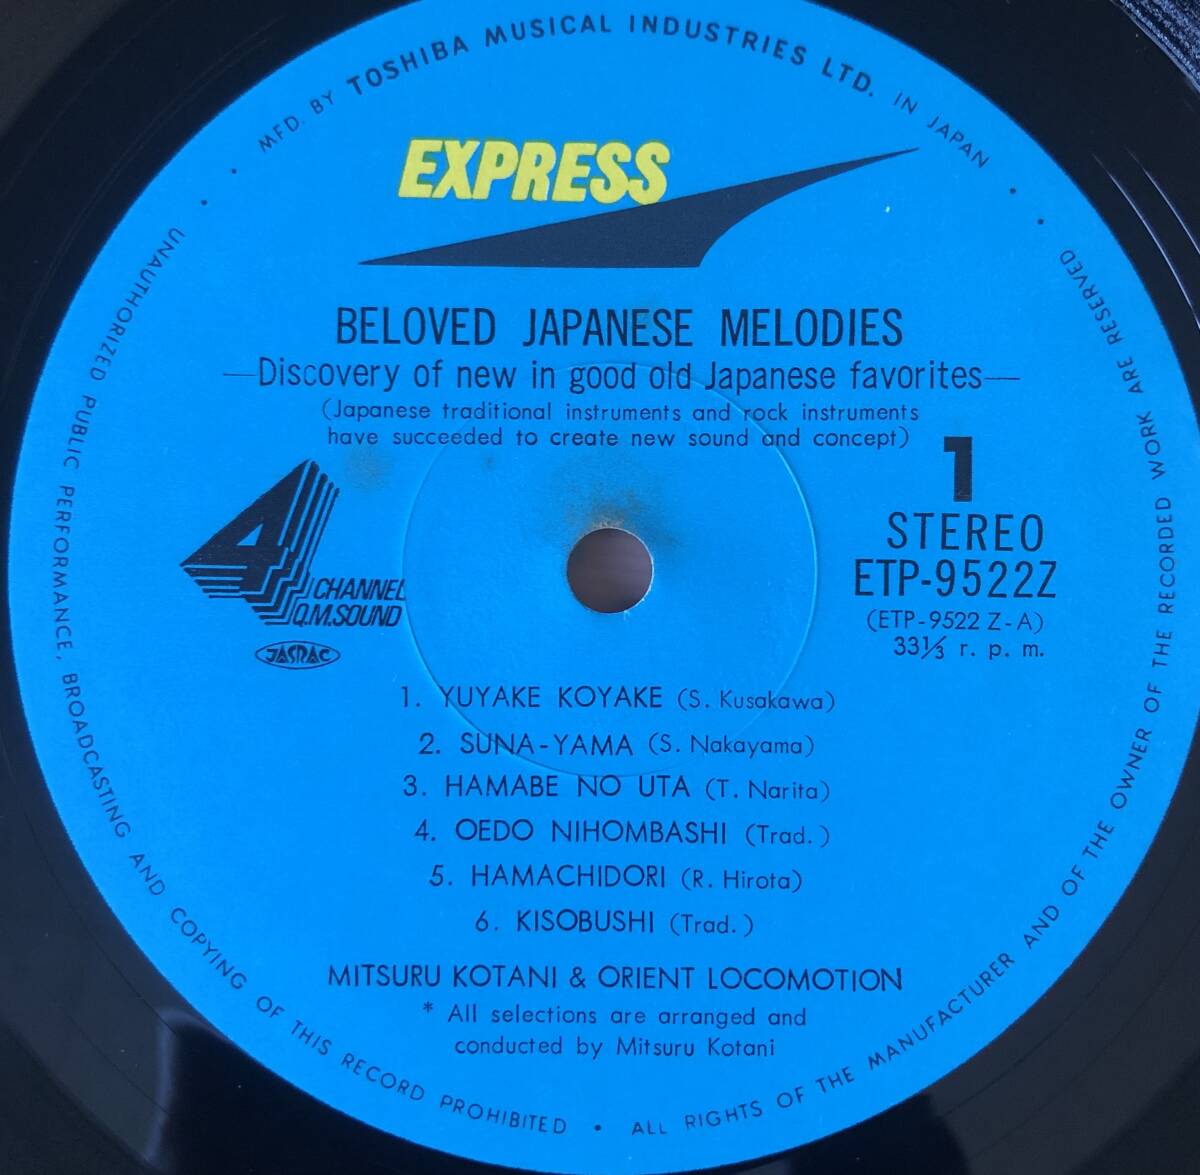 MFD. BY TOSHIBA MUSICAL INDUSTRIES LTD. IN JAPAN
EXPRESS
BELOVED JAPANESE MELODIES
—Discovery of new in good old Japanese favorites—
(Japanese traditional instruments and rock instruments
have succeeded to create new sound and concept)
4
CHANNEL
Q.M.SOUND
JASRAC
1
STEREO
ETP-9522Z
(ETP-9522 Z-A)
33⅓ r. p. m.
1. YUYAKE KOYAKE (S. Kusakawa)
2. SUNA-YAMA (S. Nakayama)
3. HAMABE NO UTA (T. Narita)
4. OEDO NIHOMBASHI (Trad.)
5. HAMACHIDORI (R. Hirota)
6. KISOBUSHI (Trad.)
MITSURU KOTANI & ORIENT LOCOMOTION
* All selections are arranged and
conducted by Mitsuru Kotani
UNAUTHORIZED PUBLIC PERFORMANCE, BROADCASTING AND COPYING OF THIS RECORD PROHIBITED • ALL RIGHTS OF THE MANUFACTURER AND OF THE OWNER OF THE RECORDED WORK ARE RESERVED